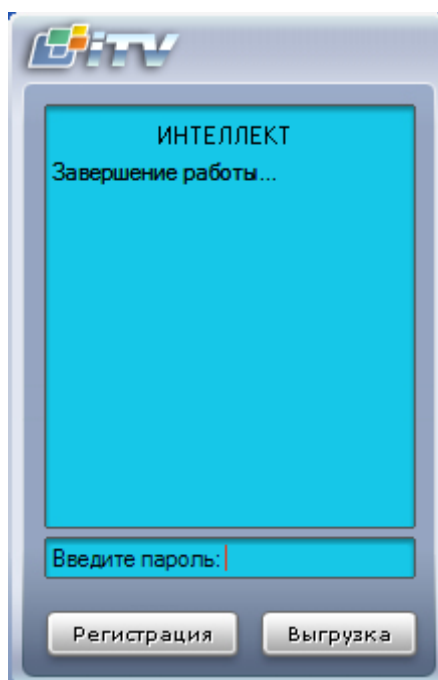 iTV
ИНТЕЛЛЕКТ
Завершение работы...
Введите пароль:
Регистрация
Выгрузка